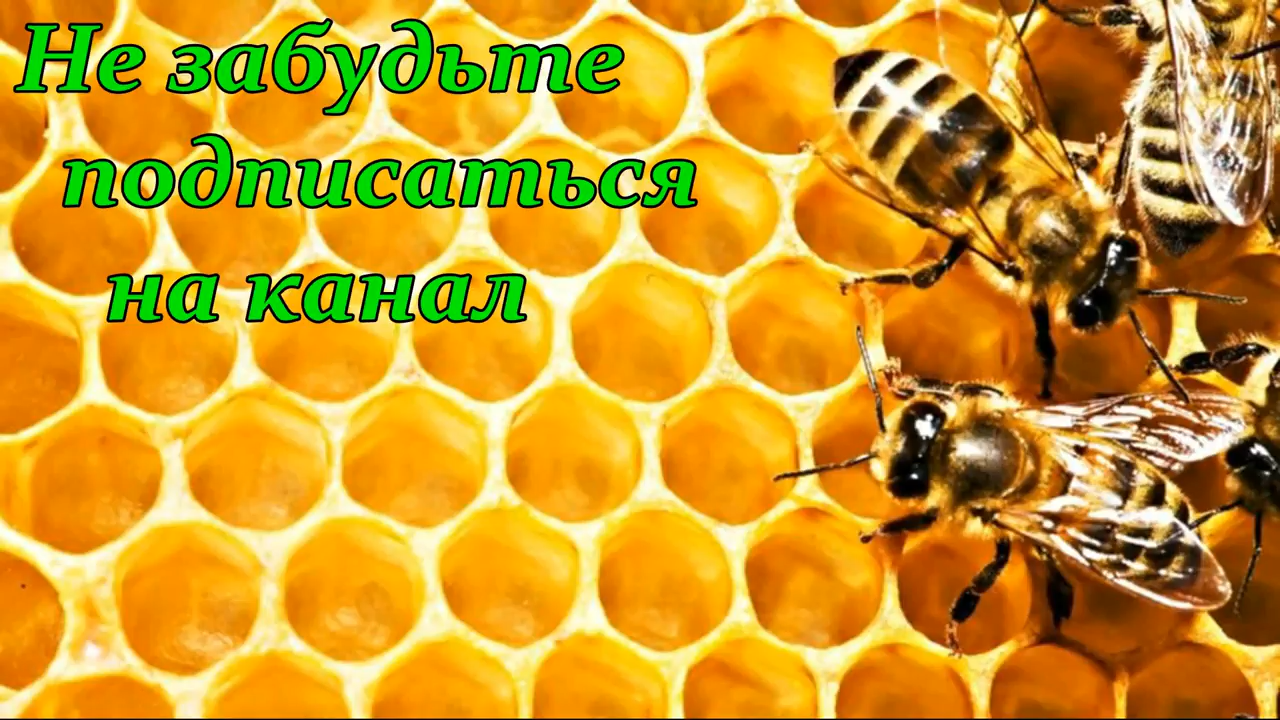 Не забудьте
подписаться
на канал